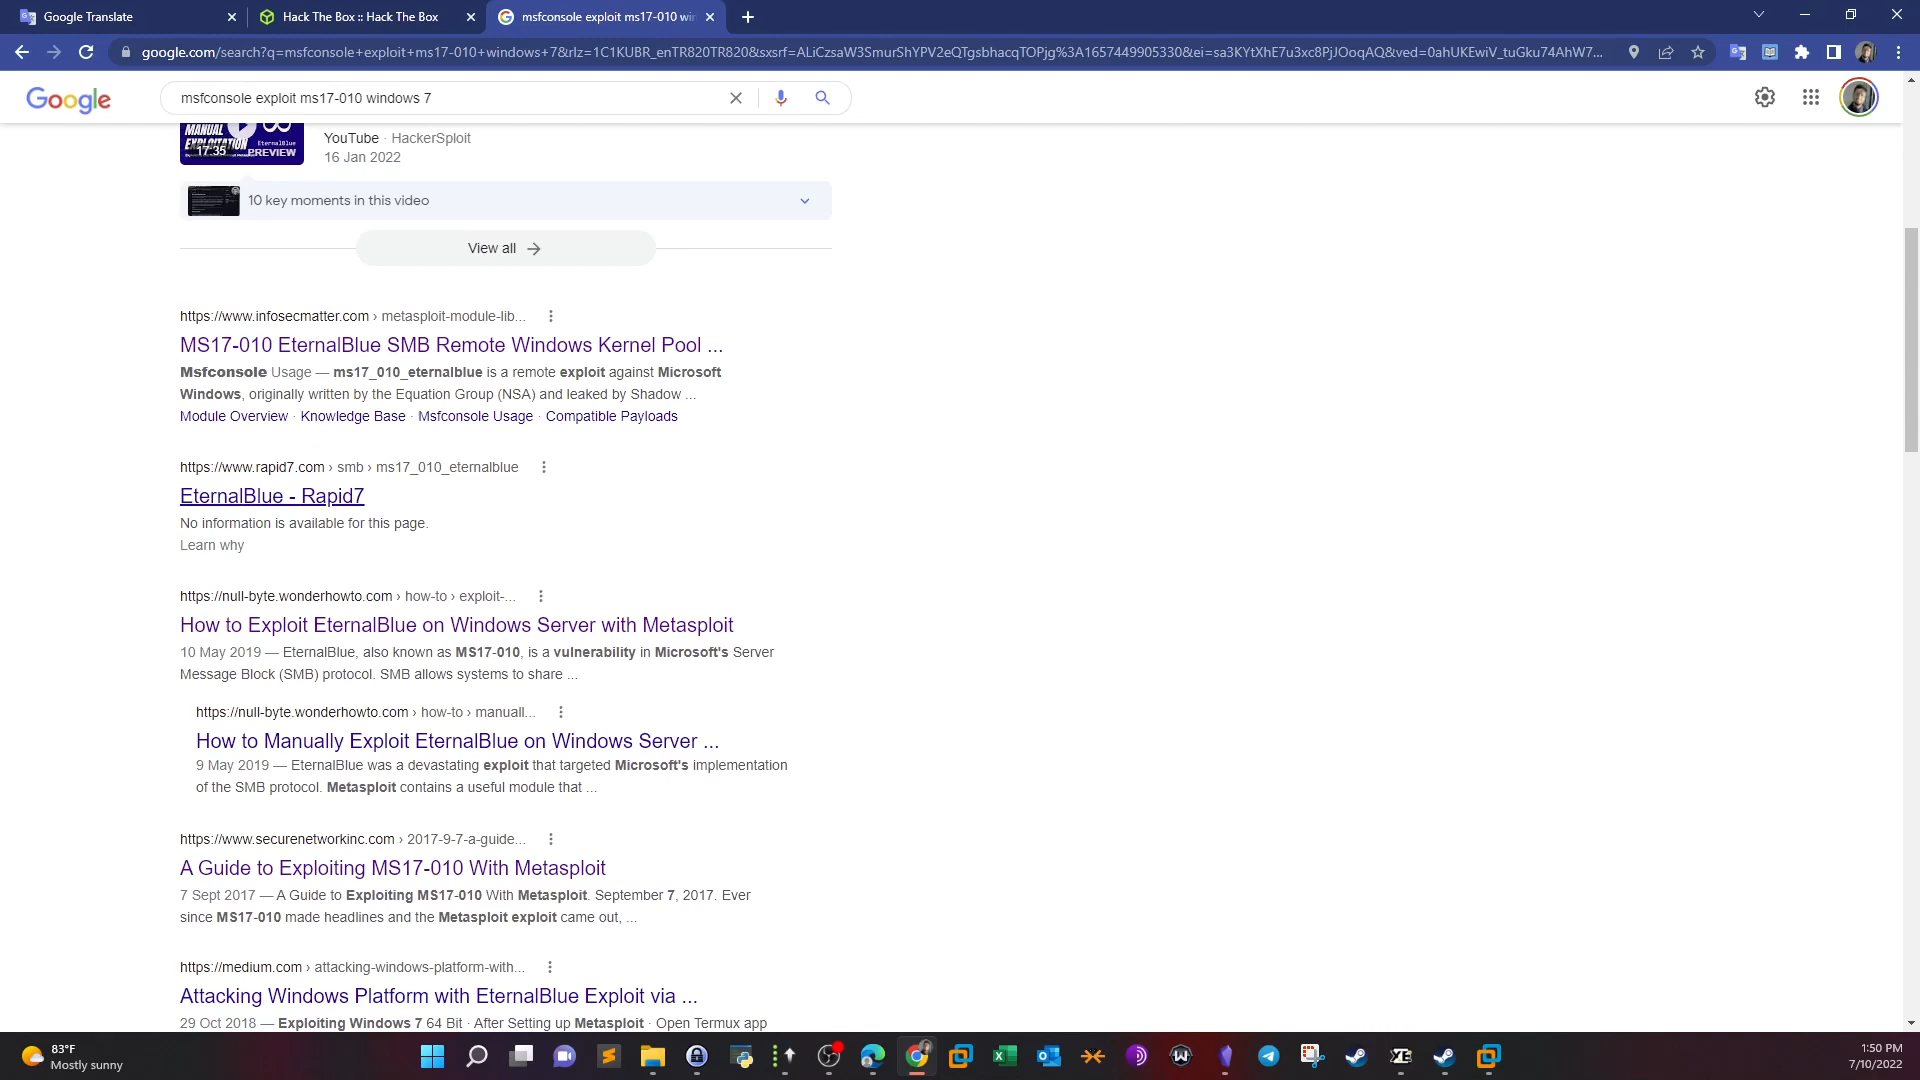 Google Translate
Hack The Box :: Hack The Box
msfconsole exploit ms17-010 win
google.com/search?q=msfconsole+exploit+ms17-010+windows+7&rlz=1C1KUBR_enTR820TR820&sxsrf=ALiCzsaW3SmurShYPV2eQTgsbhacqTOPjg%3A1657449905330&ei=sa3KYtXhE7u3xc8PjJOoqAQ&ved=0ahUKEwiV_tuGku74AhW7...
Google
msfconsole exploit ms17-010 windows 7
MANUAL
EXPLOITATION
EternalBlue
17:35
PREVIEW
YouTube · HackerSploit
16 Jan 2022
10 key moments in this video
View all
https://www.infosecmatter.com › metasploit-module-lib...
MS17-010 EternalBlue SMB Remote Windows Kernel Pool ...
Msfconsole Usage — ms17_010_eternalblue is a remote exploit against Microsoft
Windows, originally written by the Equation Group (NSA) and leaked by Shadow ...
Module Overview · Knowledge Base · Msfconsole Usage · Compatible Payloads
https://www.rapid7.com › smb › ms17_010_eternalblue
EternalBlue - Rapid7
No information is available for this page.
Learn why
https://null-byte.wonderhowto.com › how-to › exploit-...
How to Exploit EternalBlue on Windows Server with Metasploit
10 May 2019 — EternalBlue, also known as MS17-010, is a vulnerability in Microsoft's Server
Message Block (SMB) protocol. SMB allows systems to share ...
https://null-byte.wonderhowto.com › how-to › manuall...
How to Manually Exploit EternalBlue on Windows Server ...
9 May 2019 — EternalBlue was a devastating exploit that targeted Microsoft's implementation
of the SMB protocol. Metasploit contains a useful module that ...
https://www.securenetworkinc.com › 2017-9-7-a-guide...
A Guide to Exploiting MS17-010 With Metasploit
7 Sept 2017 — A Guide to Exploiting MS17-010 With Metasploit. September 7, 2017. Ever
since MS17-010 made headlines and the Metasploit exploit came out, ...
https://medium.com › attacking-windows-platform-with...
Attacking Windows Platform with EternalBlue Exploit via ...
29 Oct 2018 — Exploiting Windows 7 64 Bit · After Setting up Metasploit · Open Termux app
83°F
Mostly sunny
1:50 PM
7/10/2022